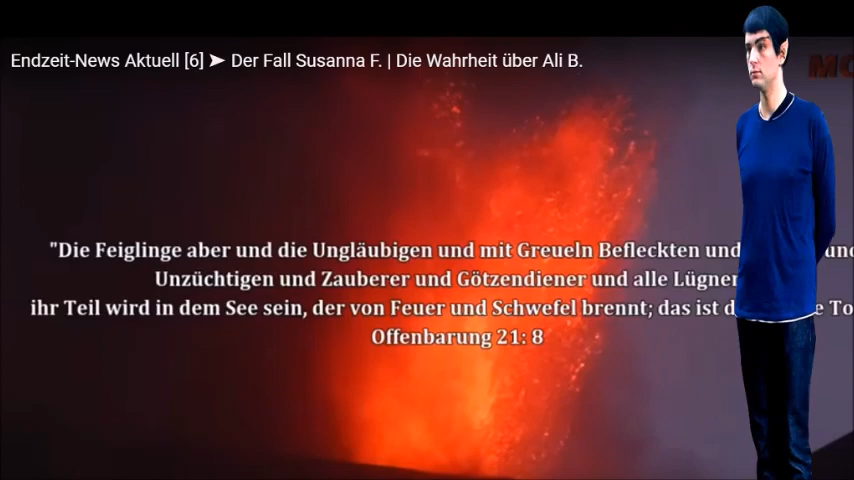 Endzeit-News Aktuell [6] ➤ Der Fall Susanna F. | Die Wahrheit über Ali B.
"Die Feiglinge aber und die Ungläubigen und mit Greueln Befleckten und
Unzüchtigen und Zauberer und Götzendiener und alle Lügner
ihr Teil wird in dem See sein, der von Feuer und Schwefel brennt; das ist
Offenbarung 21: 8